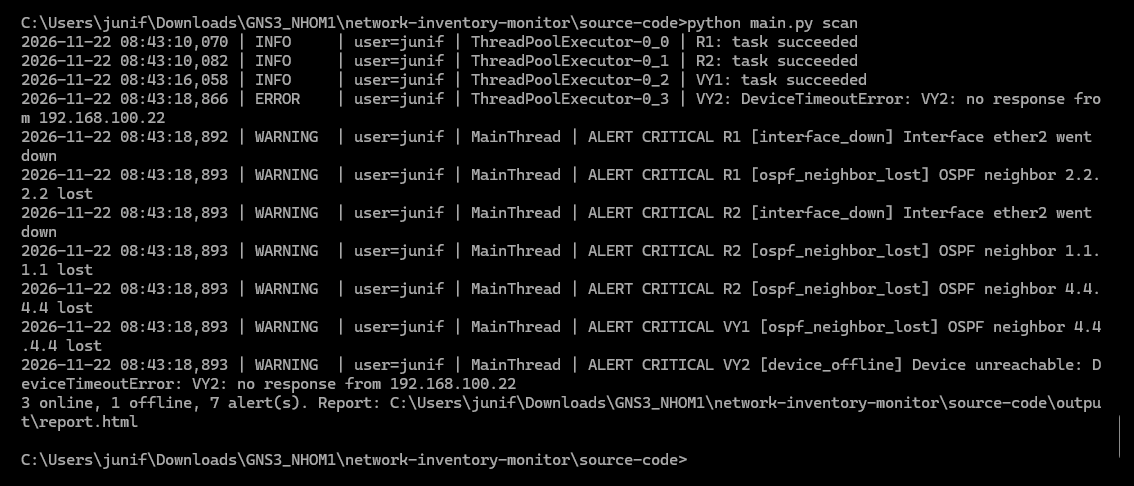 C:\Users\junif\Downloads\GNS3_NHOM1\network-inventory-monitor\source-code>python main.py scan
2026-11-22 08:43:10,070 | INFO     | user=junif | ThreadPoolExecutor-0_0 | R1: task succeeded
2026-11-22 08:43:10,082 | INFO     | user=junif | ThreadPoolExecutor-0_1 | R2: task succeeded
2026-11-22 08:43:16,058 | INFO     | user=junif | ThreadPoolExecutor-0_2 | VY1: task succeeded
2026-11-22 08:43:18,866 | ERROR    | user=junif | ThreadPoolExecutor-0_3 | VY2: DeviceTimeoutError: VY2: no response fro
m 192.168.100.22
2026-11-22 08:43:18,892 | WARNING  | user=junif | MainThread | ALERT CRITICAL R1 [interface_down] Interface ether2 went
down
2026-11-22 08:43:18,893 | WARNING  | user=junif | MainThread | ALERT CRITICAL R1 [ospf_neighbor_lost] OSPF neighbor 2.2.
2.2 lost
2026-11-22 08:43:18,893 | WARNING  | user=junif | MainThread | ALERT CRITICAL R2 [interface_down] Interface ether2 went
down
2026-11-22 08:43:18,893 | WARNING  | user=junif | MainThread | ALERT CRITICAL R2 [ospf_neighbor_lost] OSPF neighbor 1.1.
1.1 lost
2026-11-22 08:43:18,893 | WARNING  | user=junif | MainThread | ALERT CRITICAL R2 [ospf_neighbor_lost] OSPF neighbor 4.4.
4.4 lost
2026-11-22 08:43:18,893 | WARNING  | user=junif | MainThread | ALERT CRITICAL VY1 [ospf_neighbor_lost] OSPF neighbor 4.4
.4.4 lost
2026-11-22 08:43:18,893 | WARNING  | user=junif | MainThread | ALERT CRITICAL VY2 [device_offline] Device unreachable: D
eviceTimeoutError: VY2: no response from 192.168.100.22
3 online, 1 offline, 7 alert(s). Report: C:\Users\junif\Downloads\GNS3_NHOM1\network-inventory-monitor\source-code\outpu
t\report.html
C:\Users\junif\Downloads\GNS3_NHOM1\network-inventory-monitor\source-code>